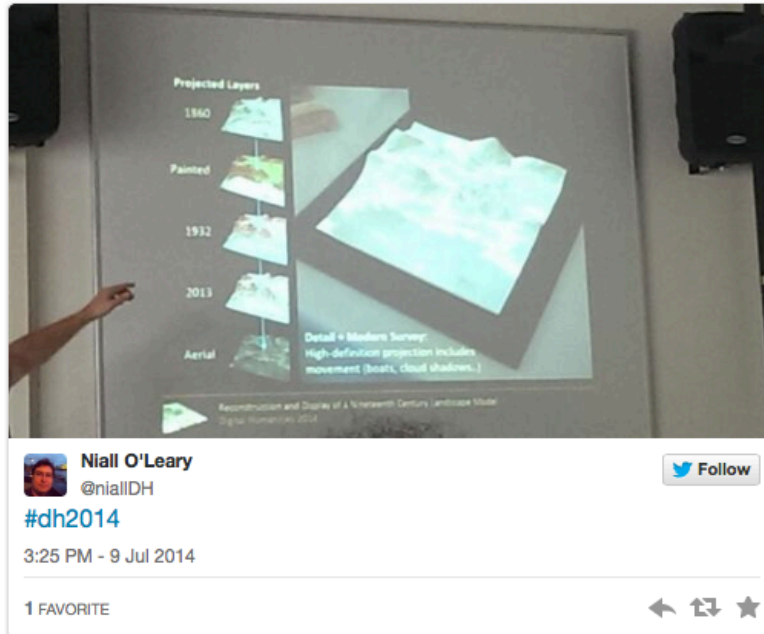 Projected Layers
1860
Painted
1932
2013
Aerial
Detail + Modern Survey:
High-definition projection includes
movement (boats, cloud shadows..)
Reconstruction and Display of a Nineteenth Century Landscape Model
Digital Humanities 2014
Niall O'Leary
Follow
@niallDH
#dh2014
3:25 PM - 9 Jul 2014
1 FAVORITE